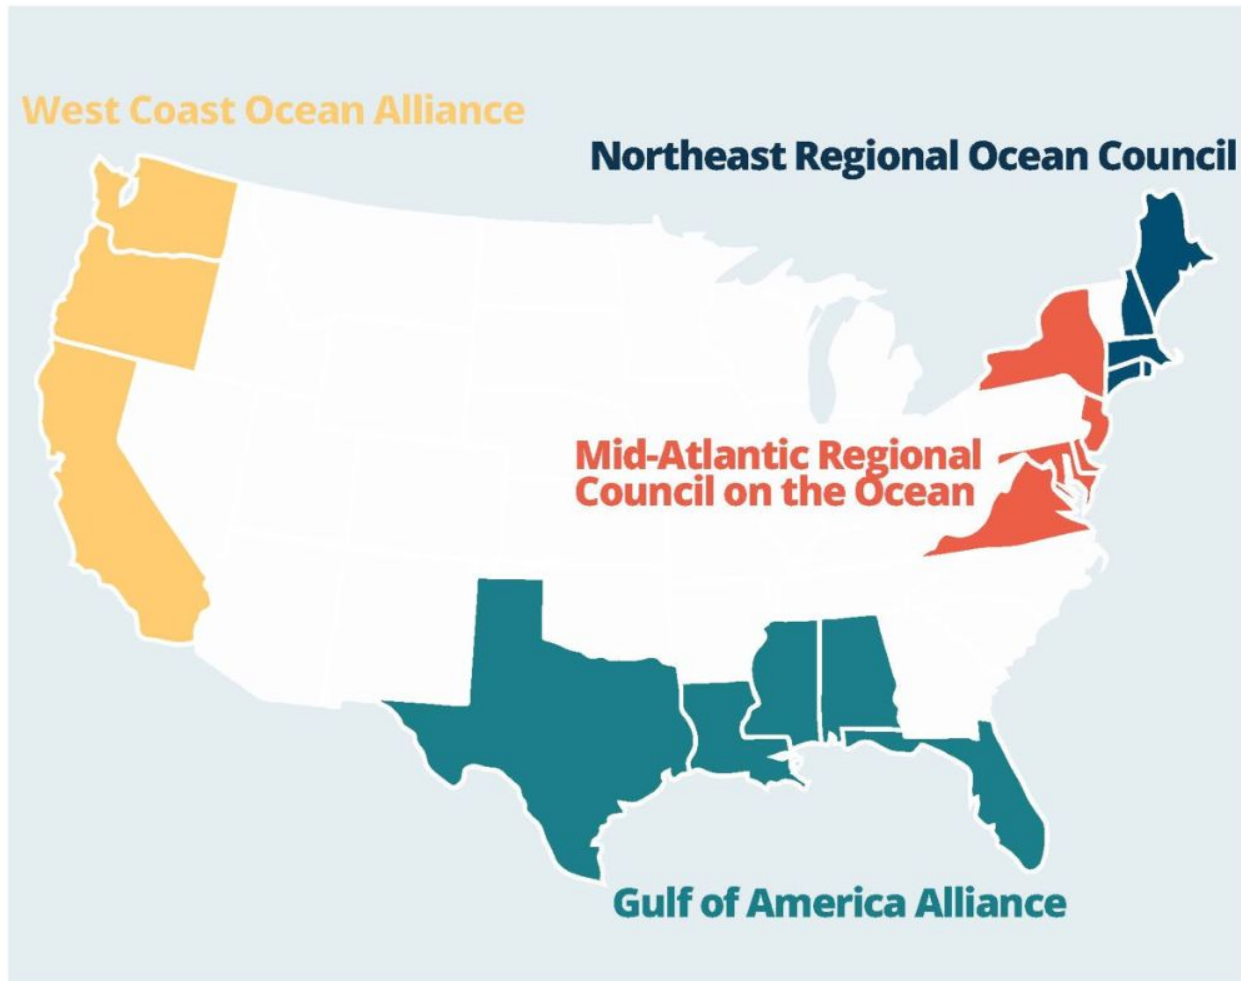 West Coast Ocean Alliance
Northeast Regional Ocean Council
Mid-Atlantic Regional
Council on the Ocean
Gulf of America Alliance